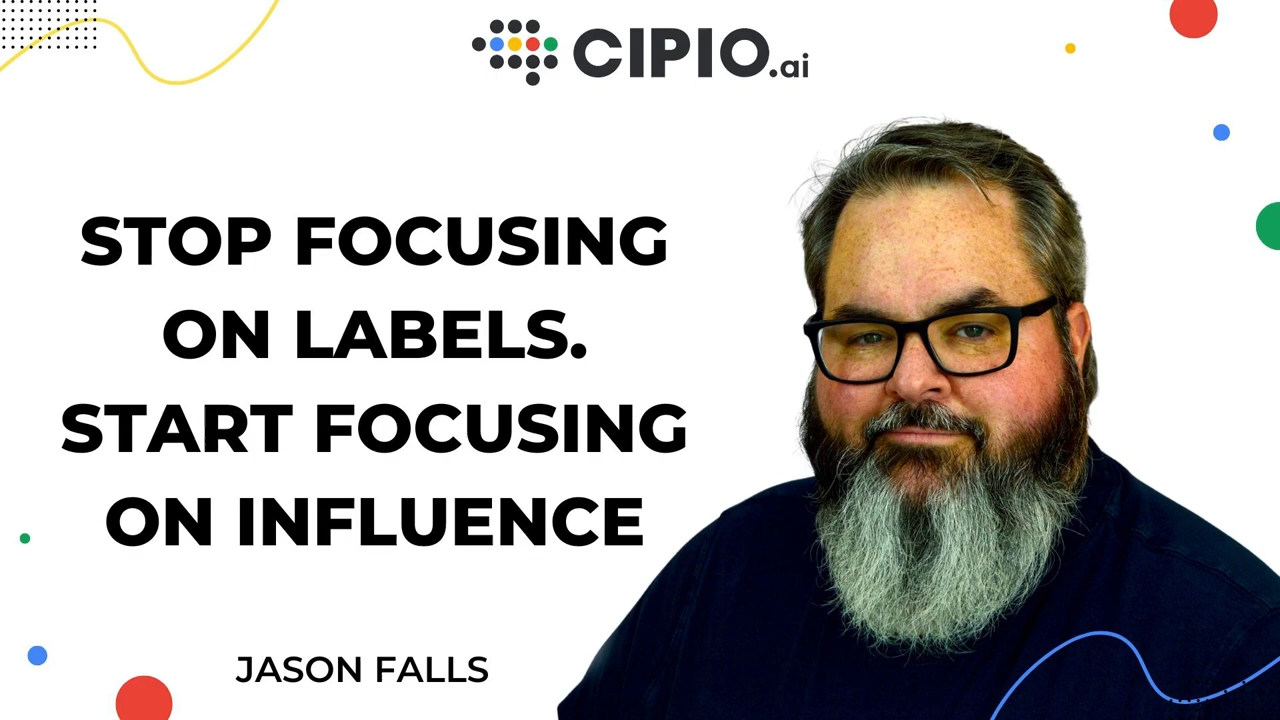 CIPIO.ai
STOP FOCUSING
ON LABELS.
START FOCUSING
ON INFLUENCE
JASON FALLS